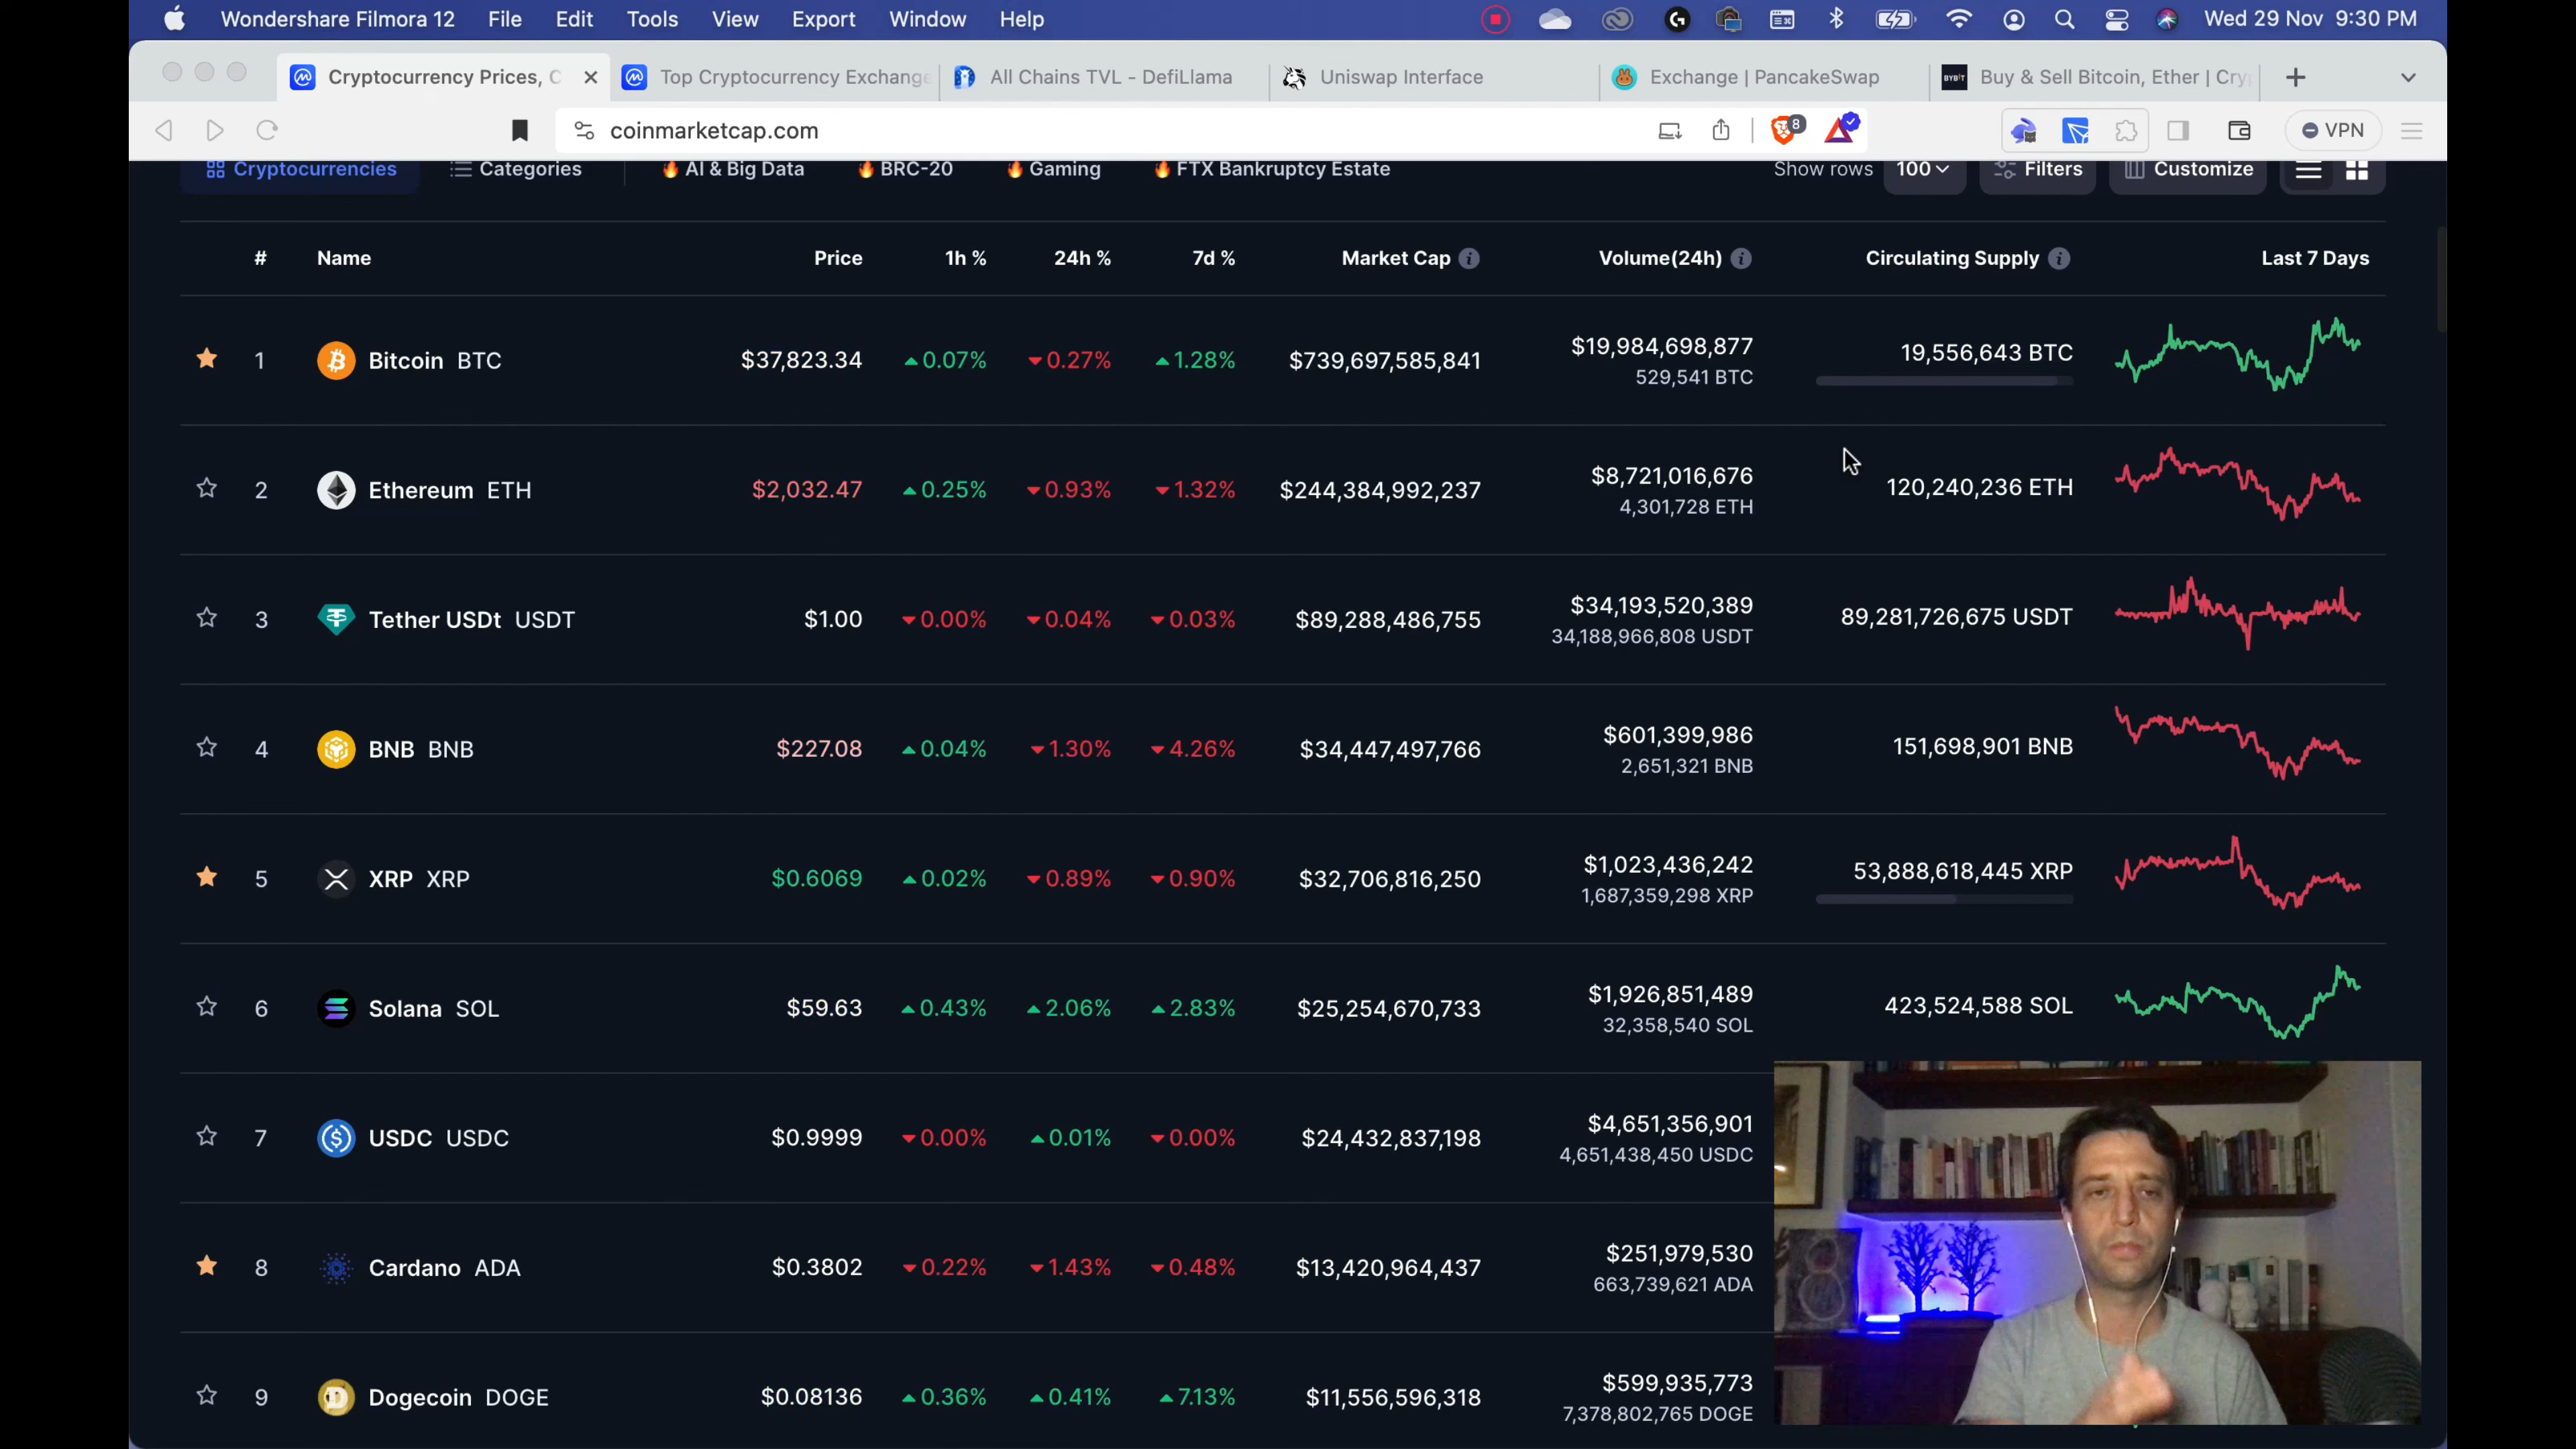 Wondershare Filmora 12 File Edit Tools View Export Window Help Wed 29 Nov 9:30 PM
Cryptocurrency Prices, C Top Cryptocurrency Exchange All Chains TVL - DefiLlama Uniswap Interface Exchange | PancakeSwap BYBIT Buy & Sell Bitcoin, Ether | Cry
coinmarketcap.com 8 VPN
Cryptocurrencies Categories AI & Big Data BRC-20 Gaming FTX Bankruptcy Estate Show rows 100 Filters Customize
# Name Price 1h % 24h % 7d % Market Cap Volume(24h) Circulating Supply Last 7 Days
1 Bitcoin BTC $37,823.34 0.07% 0.27% 1.28% $739,697,585,841 $19,984,698,877 19,556,643 BTC
529,541 BTC
2 Ethereum ETH $2,032.47 0.25% 0.93% 1.32% $244,384,992,237 $8,721,016,676 120,240,236 ETH
4,301,728 ETH
3 Tether USDt USDT $1.00 0.00% 0.04% 0.03% $89,288,486,755 $34,193,520,389 89,281,726,675 USDT
34,188,966,808 USDT
4 BNB BNB $227.08 0.04% 1.30% 4.26% $34,447,497,766 $601,399,986 151,698,901 BNB
2,651,321 BNB
5 XRP XRP $0.6069 0.02% 0.89% 0.90% $32,706,816,250 $1,023,436,242 53,888,618,445 XRP
1,687,359,298 XRP
6 Solana SOL $59.63 0.43% 2.06% 2.83% $25,254,670,733 $1,926,851,489 423,524,588 SOL
32,358,540 SOL
7 USDC USDC $0.9999 0.00% 0.01% 0.00% $24,432,837,198 $4,651,356,901
4,651,438,450 USDC
8 Cardano ADA $0.3802 0.22% 1.43% 0.48% $13,420,964,437 $251,979,530
663,739,621 ADA
9 Dogecoin DOGE $0.08136 0.36% 0.41% 7.13% $11,556,596,318 $599,935,773
7,378,802,765 DOGE